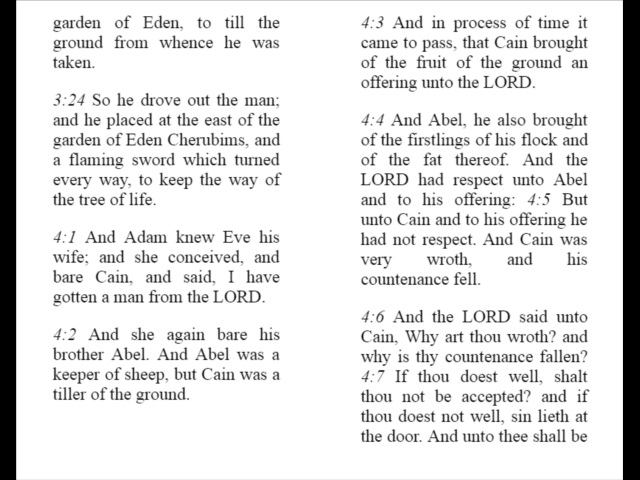 garden of Eden, to till the
ground from whence he was
taken.
3:24 So he drove out the man;
and he placed at the east of the
garden of Eden Cherubims, and
a flaming sword which turned
every way, to keep the way of
the tree of life.
4:1 And Adam knew Eve his
wife; and she conceived, and
bare Cain, and said, I have
gotten a man from the LORD.
4:2 And she again bare his
brother Abel. And Abel was a
keeper of sheep, but Cain was a
tiller of the ground.
4:3 And in process of time it
came to pass, that Cain brought
of the fruit of the ground an
offering unto the LORD.
4:4 And Abel, he also brought
of the firstlings of his flock and
of the fat thereof. And the
LORD had respect unto Abel
and to his offering: 4:5 But
unto Cain and to his offering he
had not respect. And Cain was
very wroth, and his
countenance fell.
4:6 And the LORD said unto
Cain, Why art thou wroth? and
why is thy countenance fallen?
4:7 If thou doest well, shalt
thou not be accepted? and if
thou doest not well, sin lieth at
the door. And unto thee shall be